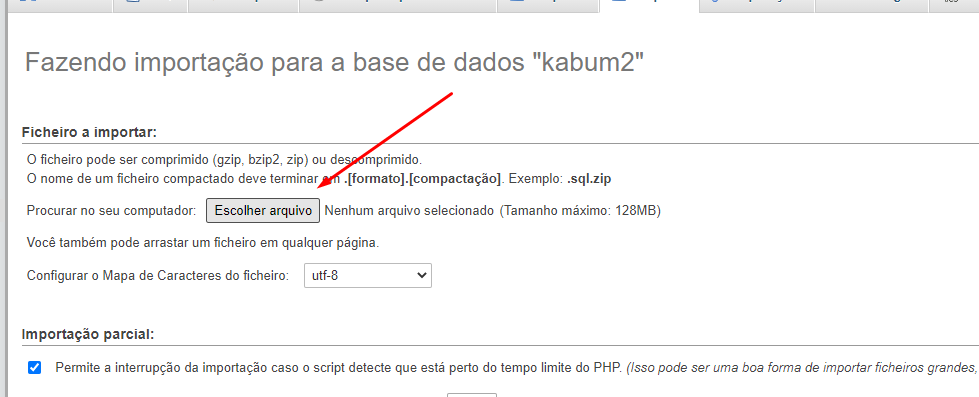 Fazendo importação para a base de dados "kabum2"
Ficheiro a importar:
O ficheiro pode ser comprimido (gzip, bzip2, zip) ou descomprimido.
O nome de um ficheiro compactado deve terminar em .[formato].[compactação]. Exemplo: .sql.zip
Procurar no seu computador: Escolher arquivo Nenhum arquivo selecionado (Tamanho máximo: 128MB)
Você também pode arrastar um ficheiro em qualquer página.
Configurar o Mapa de Caracteres do ficheiro: utf-8
Importação parcial:
Permite a interrupção da importação caso o script detecte que está perto do tempo limite do PHP. (Isso pode ser uma boa forma de importar ficheiros grandes,